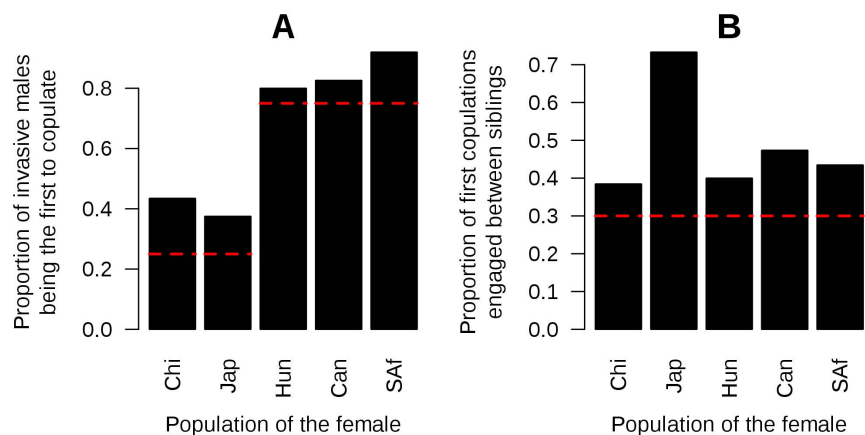 A
Proportion of invasive males
being the first to copulate
0.8
0.6
0.4
0.2
0.0
Chi
Jap
Hun
Can
SAf
Population of the female
B
Proportion of first copulations
engaged between siblings
0.7
0.6
0.5
0.4
0.3
0.2
0.1
0.0
Chi
Jap
Hun
Can
SAf
Population of the female